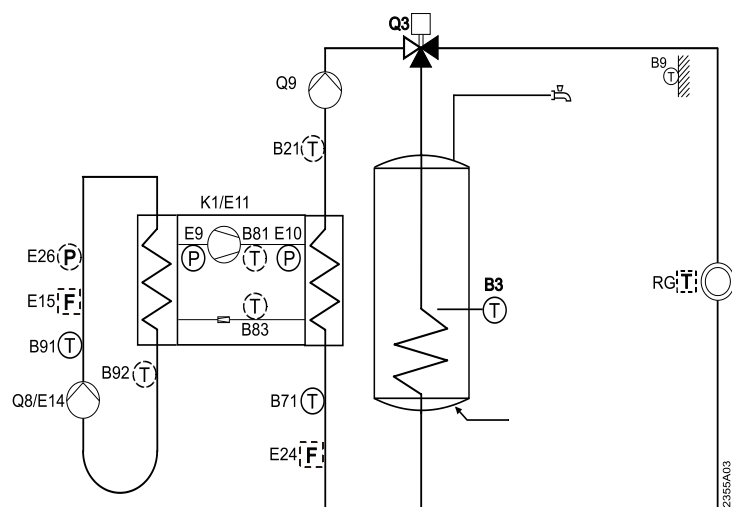 Q3
B9
T
Q9
B21 T
K1/E11
E9 B81 E10
P T P
E26 P
E15 F
RG T
B3
T
T
B83
B91 T
B92 T
Q8/E14
B71 T
E24 F
2355A03